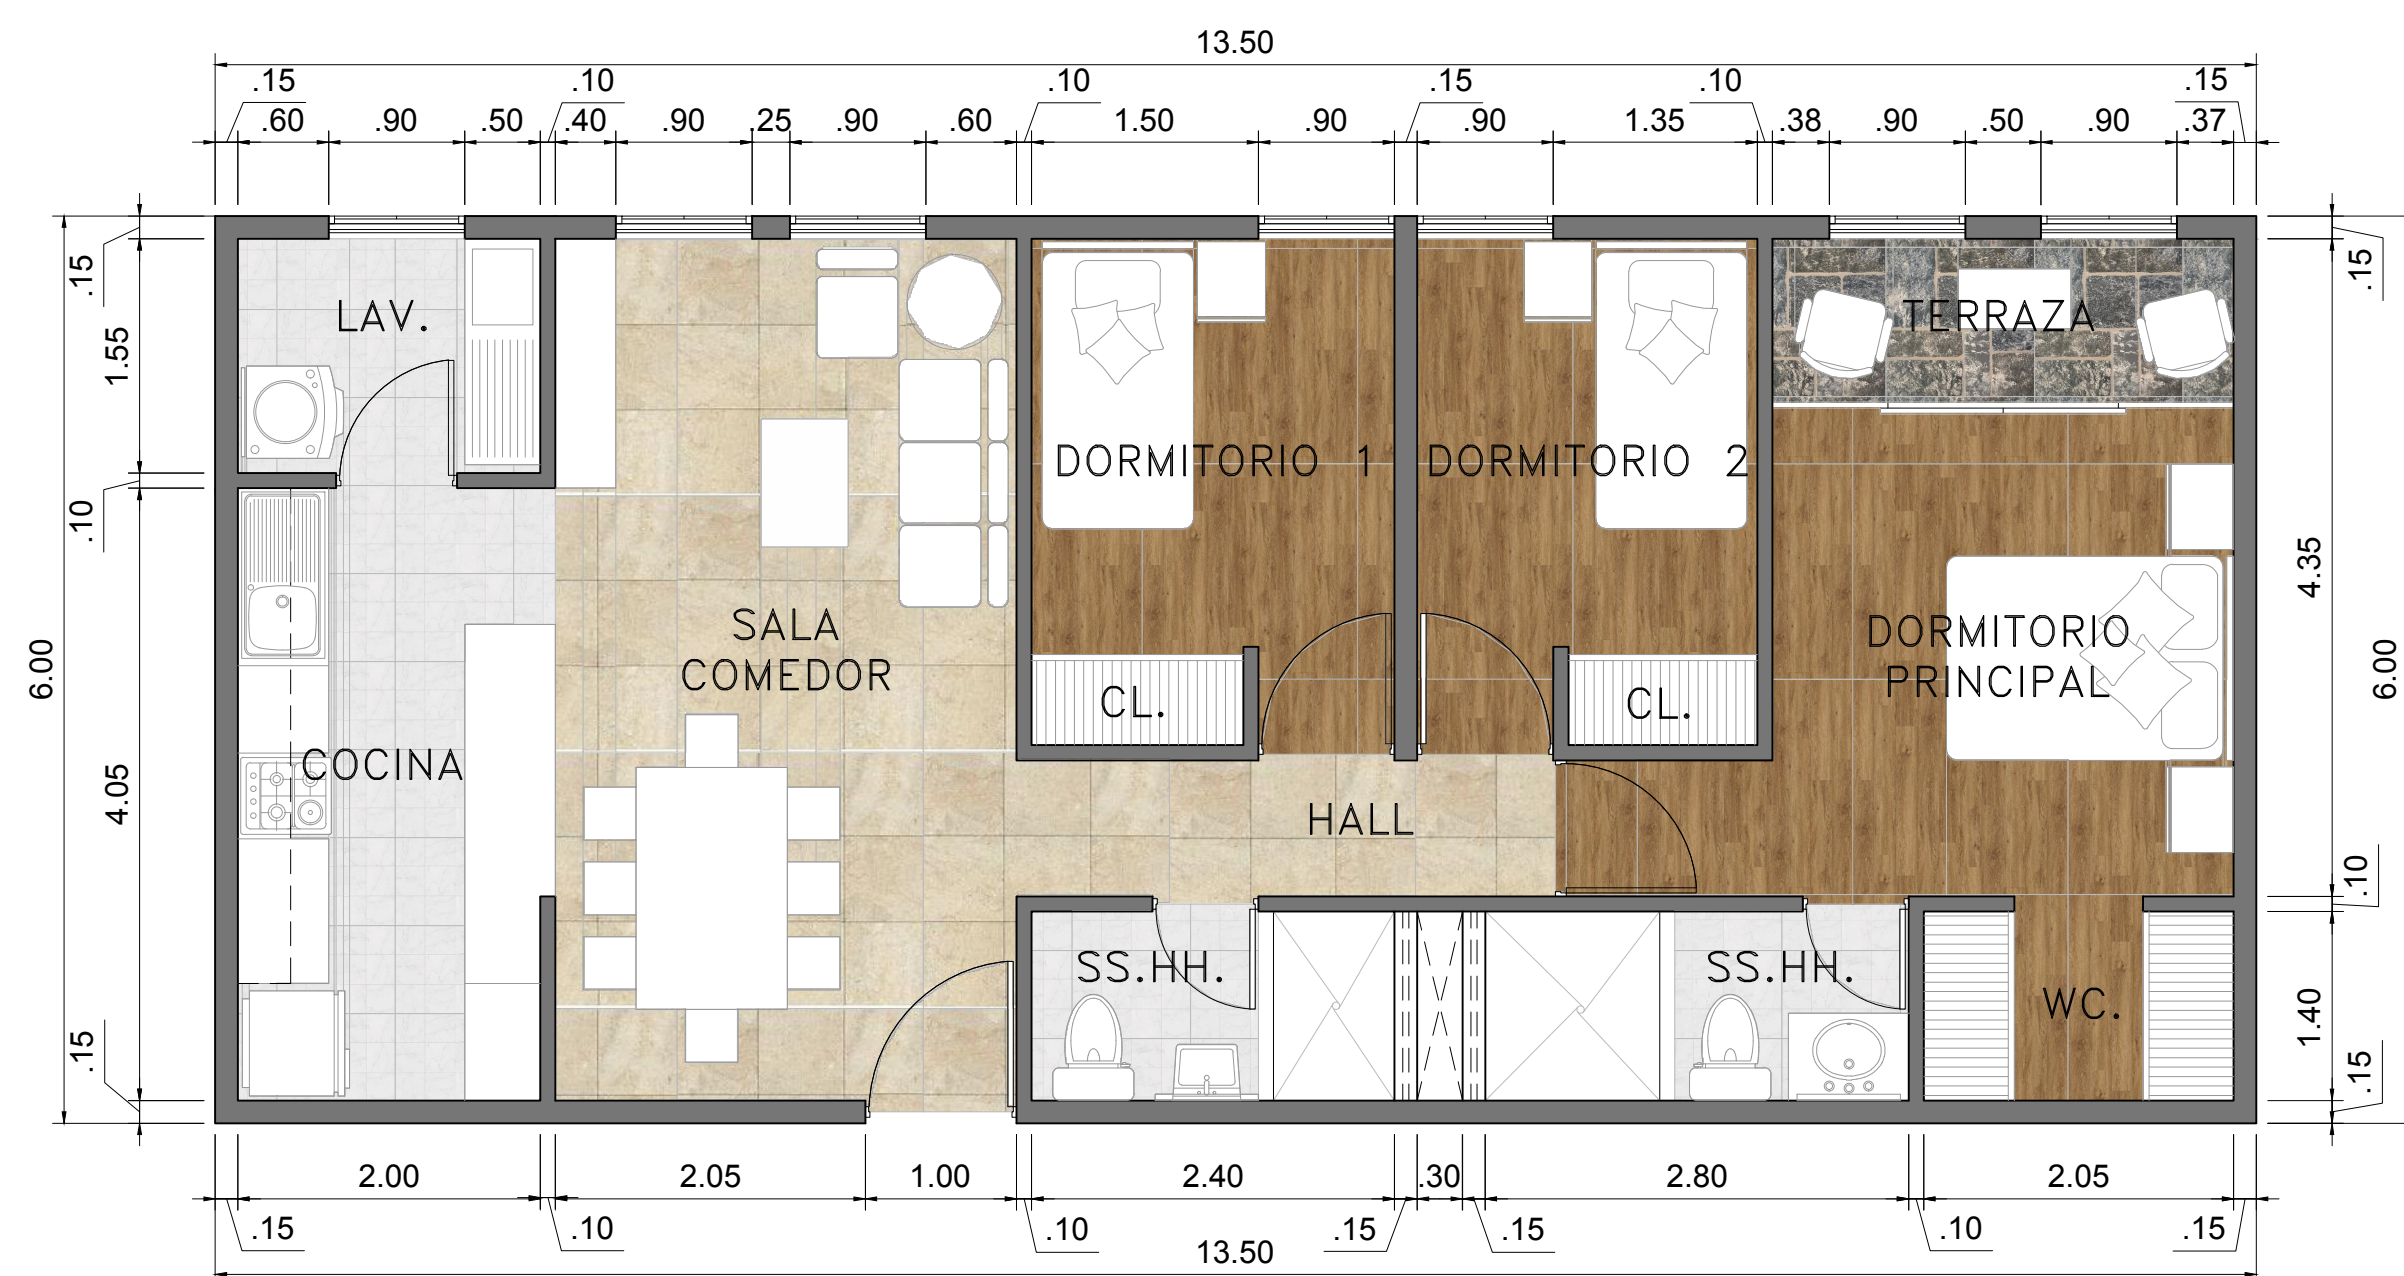 13.50
.15 .10 .10 .15 .10 .15
.60 .90 .50 .40 .90 .25 .90 .60 1.50 .90 .90 1.35 .38 .90 .50 .90 .37
.15 .15
LAV. TERRAZA
1.55
DORMITORIO 1 DORMITORIO 2
.10
4.35
SALA
COMEDOR
DORMITORIO
PRINCIPAL
6.00 6.00
CL. CL.
COCINA
4.05
HALL
.10
SS.HH. SS.HH.
WC.
1.40
.15 .15
2.00 2.05 1.00 2.40 .30 2.80 2.05
.15 .10 .10 .15 .15 .10 .15
13.50